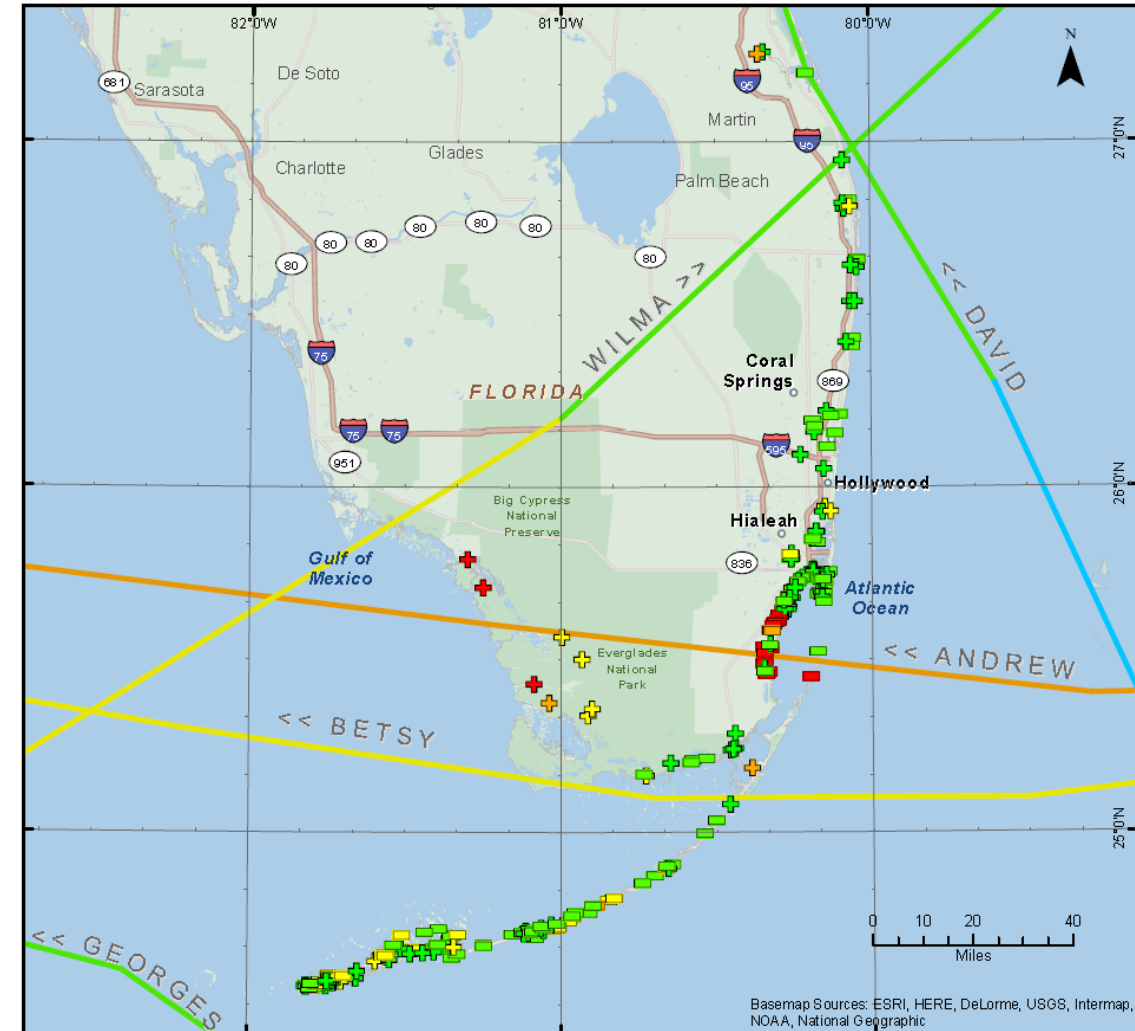 82°0'W
81°0'W
80°0'W
N
681
De Soto
Sarasota
95
Martin
95
27°0'N
Glades
Charlotte
Palm Beach
80
80
80
80
80
80
80
WILMA >>
<< DAVID
75
Coral
Springs
869
FLORIDA
75
75
595
951
26°0'N
Hollywood
Big Cypress
National
Preserve
Hialeah
Gulf of
Mexico
836
Atlantic
Ocean
Everglades
National
Park
<< ANDREW
<< BETSY
25°0'N
0 10 20 40
Miles
<< GEORGES
Basemap Sources: ESRI, HERE, DeLorme, USGS, Intermap,
NOAA, National Geographic